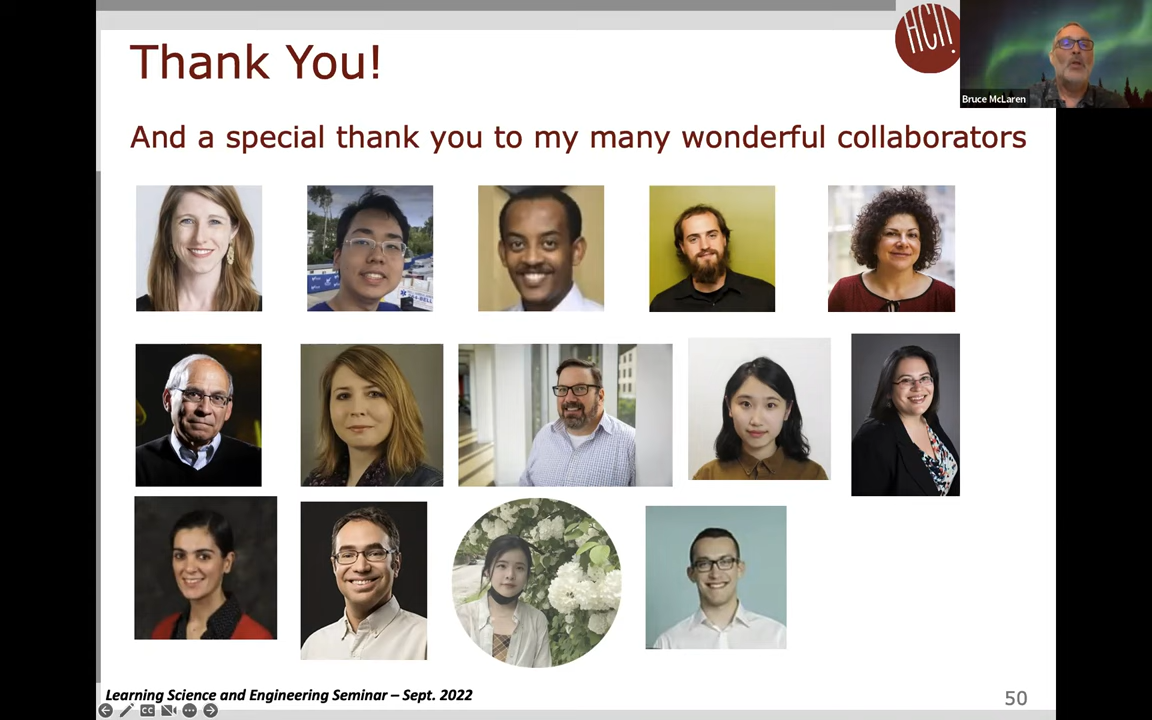 Thank You!
HCII!
Bruce McLaren
And a special thank you to my many wonderful collaborators
Learning Science and Engineering Seminar – Sept. 2022
50
CC